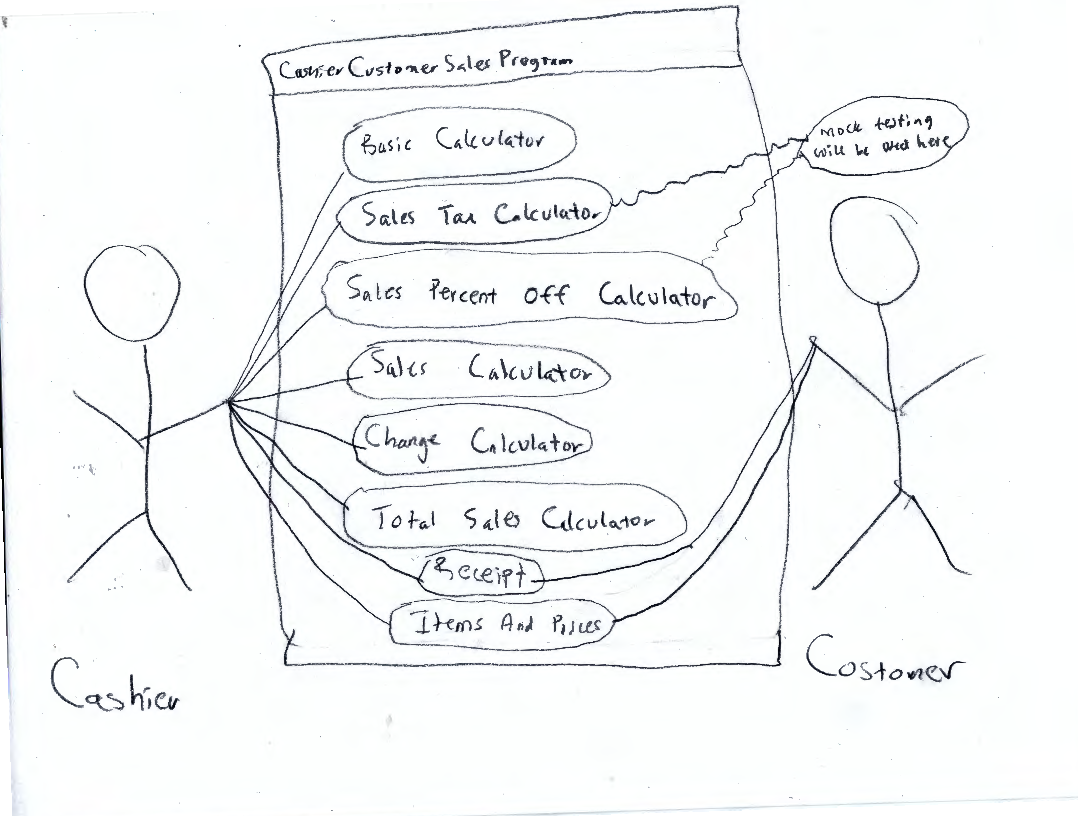 Cashier Customer Sales Program
Basic Calculator
mock testing
will be used here
Sales Tax Calculator
Sales Percent Off Calculator
Sales Calculator
Change Calculator
Total Sales Calculator
Receipt
Items And Prices
Cashier
Costomer